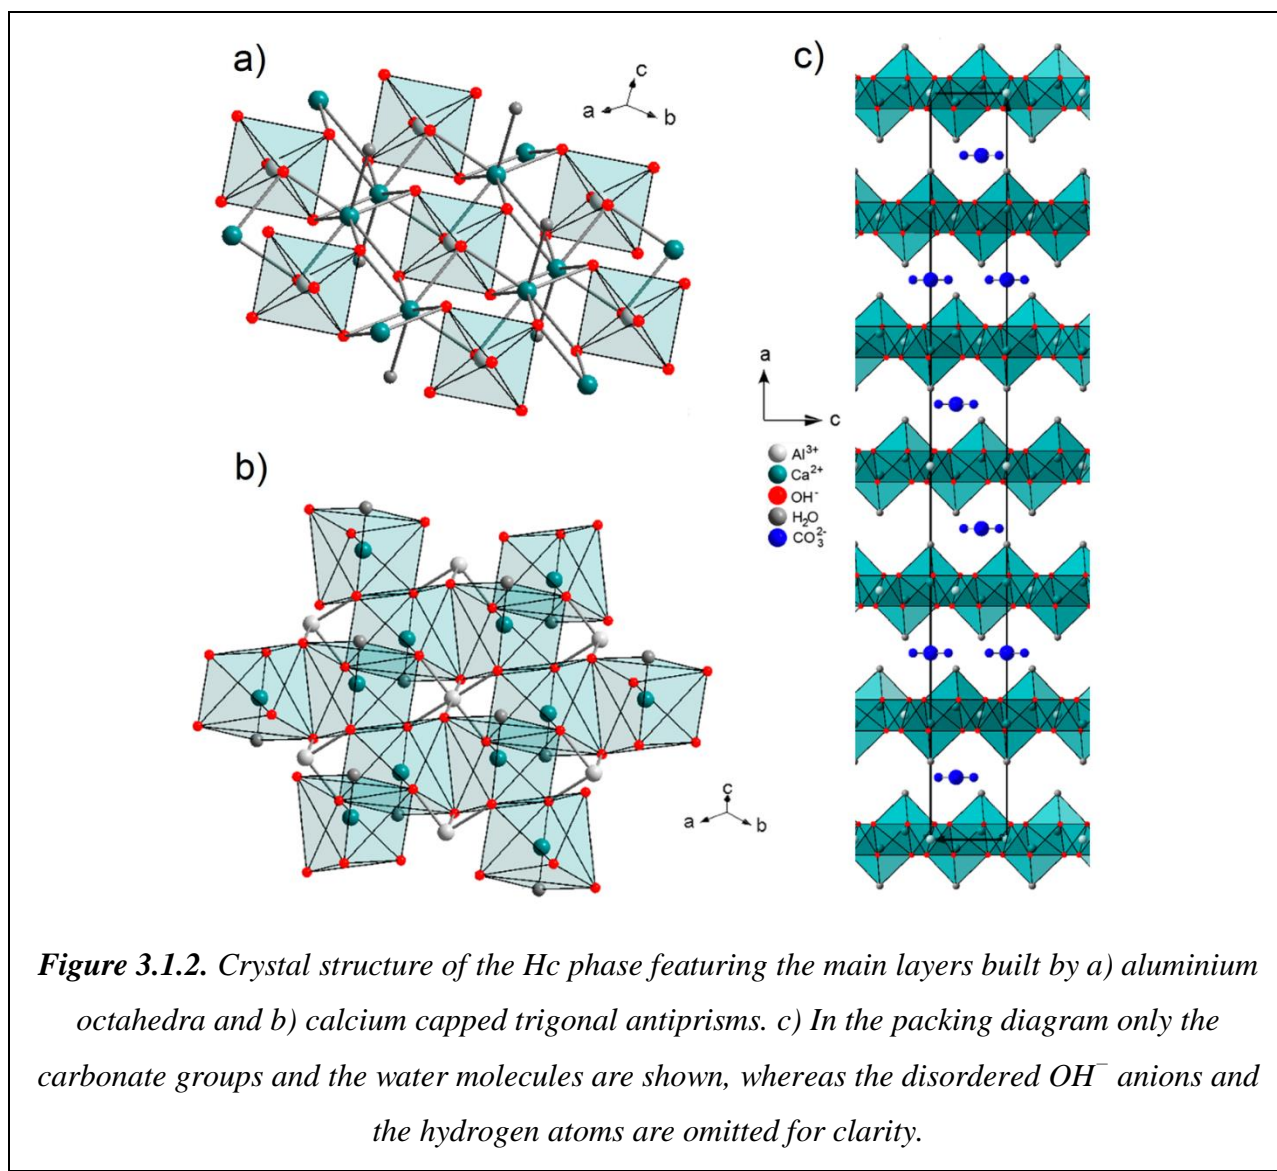 a)
c
a
b
b)
c
a
b
c)
a
c
Al³⁺
Ca²⁺
OH⁻
H₂O
CO₃²⁻
Figure 3.1.2. Crystal structure of the Hc phase featuring the main layers built by a) aluminium
octahedra and b) calcium capped trigonal antiprisms. c) In the packing diagram only the
carbonate groups and the water molecules are shown, whereas the disordered OH⁻ anions and
the hydrogen atoms are omitted for clarity.